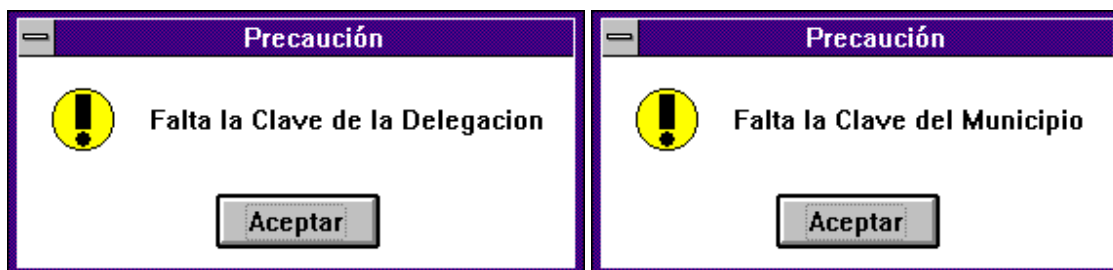 Precaución
Falta la Clave de la Delegacion
Aceptar
Precaución
Falta la Clave del Municipio
Aceptar